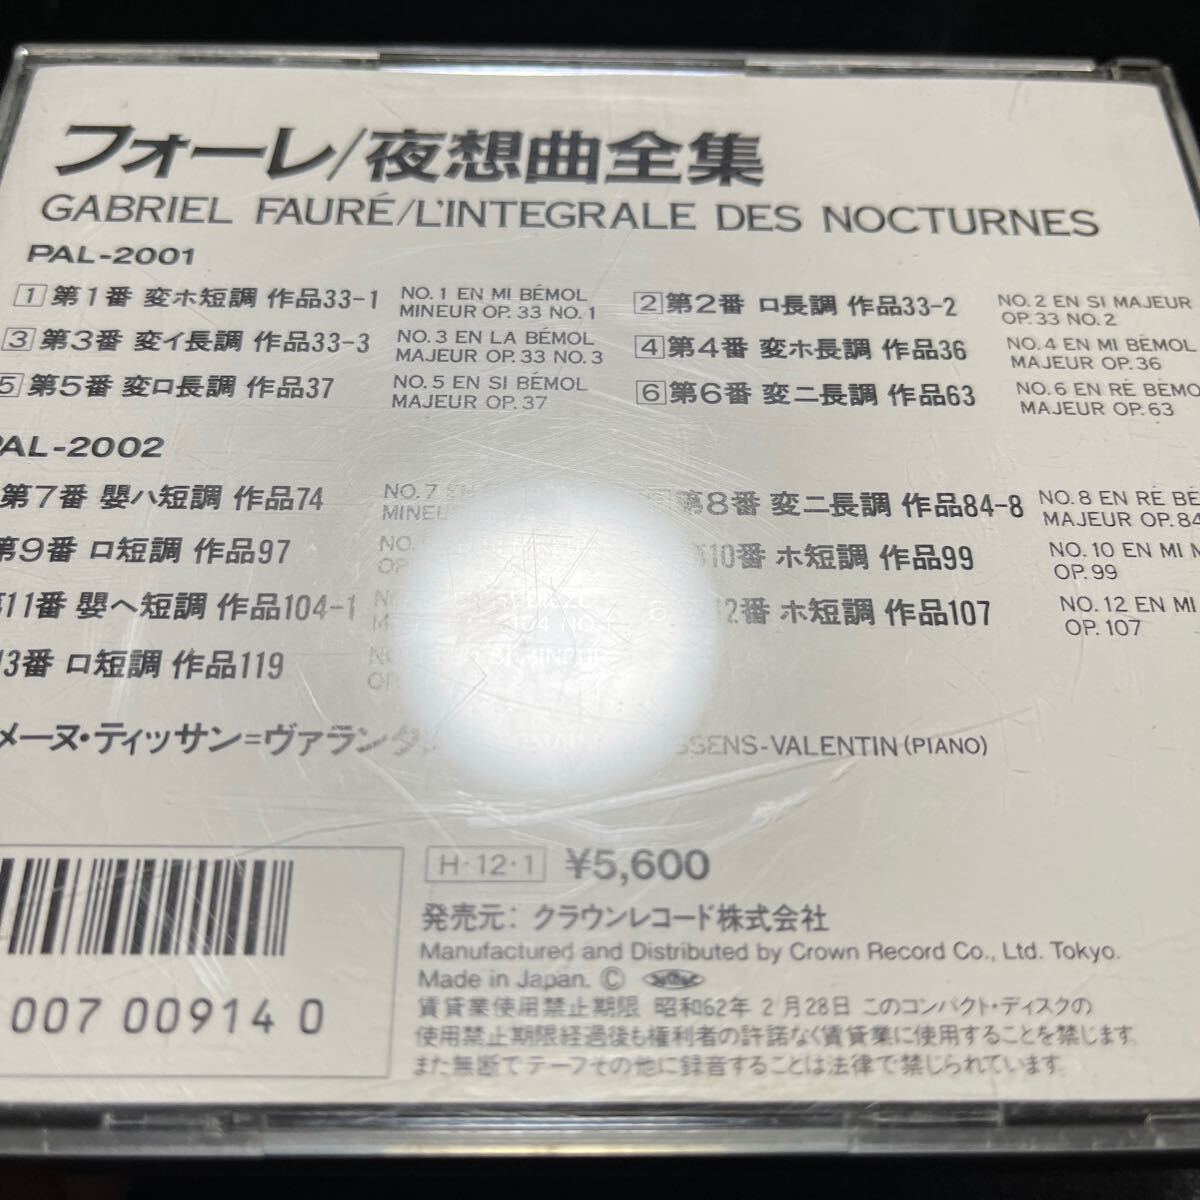 フォーレ/夜想曲全集
GABRIEL FAURÉ/L'INTEGRALE DES NOCTURNES
PAL-2001
1 第1番 変ホ短調 作品33-1 NO. 1 EN MI BÉMOL MINEUR OP. 33 NO. 1
2 第2番 ロ長調 作品33-2 NO. 2 EN SI MAJEUR OP. 33 NO. 2
3 第3番 変イ長調 作品33-3 NO. 3 EN LA BÉMOL MAJEUR OP. 33 NO. 3
4 第4番 変ホ長調 作品36 NO. 4 EN MI BÉMOL MAJEUR OP. 36
5 第5番 変ロ長調 作品37 NO. 5 EN SI BÉMOL MAJEUR OP. 37
6 第6番 変ニ長調 作品63 NO. 6 EN RÉ BÉMO MAJEUR OP. 63
PAL-2002
第7番 嬰ハ短調 作品74 NO. 7 EN
第8番 変ニ長調 作品84-8 NO. 8 EN RÉ BÉ MAJEUR OP. 84
第9番 ロ短調 作品97 NO.
第10番 ホ短調 作品99 NO. 10 EN MI M OP. 99
第11番 嬰ヘ短調 作品104-1 104 NO. 1
12番 ホ短調 作品107 NO. 12 EN MI OP. 107
13番 ロ短調 作品119 SI MINEUR
メーヌ・ティッサン=ヴァランタ SSENS-VALENTIN (PIANO)
H・12・1 ¥5,600
発売元: クラウンレコード株式会社
Manufactured and Distributed by Crown Record Co., Ltd. Tokyo.
Made in Japan. ©
賃貸業使用禁止期限 昭和62年 2月28日 このコンパクト・ディスクの
使用禁止期限経過後も権利者の許諾なく賃貸業に使用することを禁じます。
また無断でテープその他に録音することは法律で禁じられています。
007 00914 0